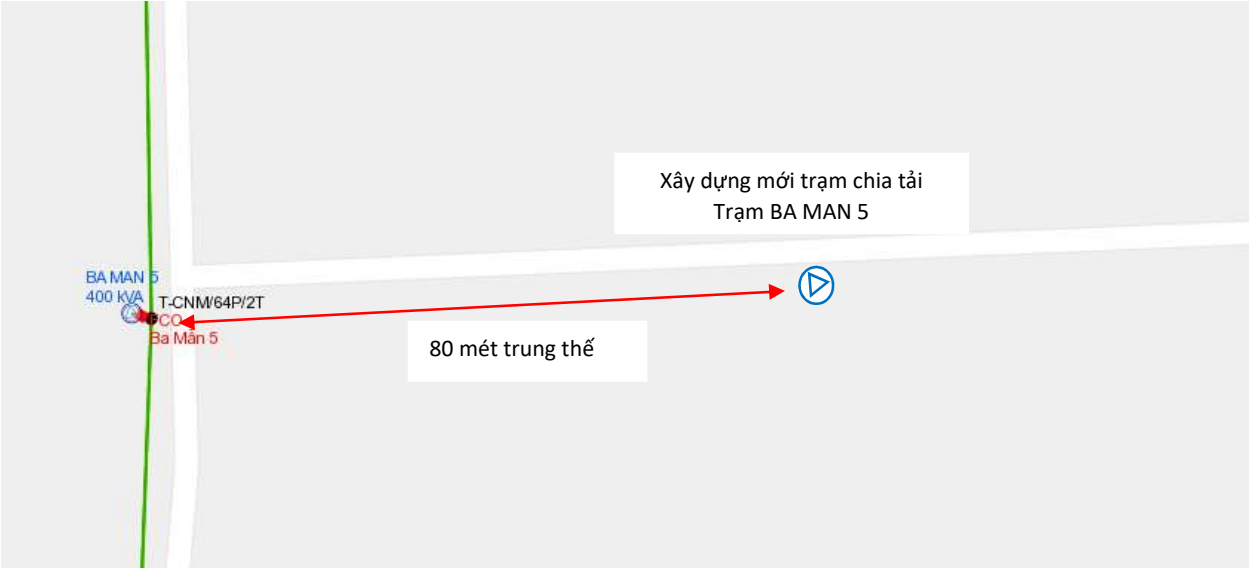 Xây dựng mới trạm chia tải
Trạm BA MAN 5
BA MAN 5
400 kVA
T-CNM/64P/2T
CO
Ba Mân 5
80 mét trung thế